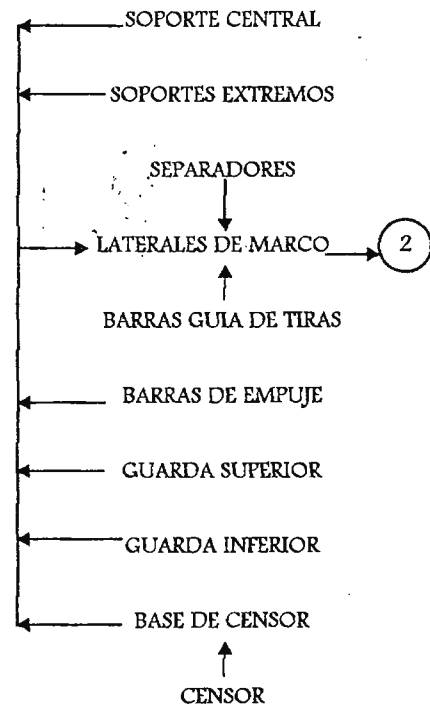 SOPORTE CENTRAL
SOPORTES EXTREMOS
SEPARADORES
LATERALES DE MARCO
2
BARRAS GUIA DE TIRAS
BARRAS DE EMPUJE
GUARDA SUPERIOR
GUARDA INFERIOR
BASE DE CENSOR
CENSOR